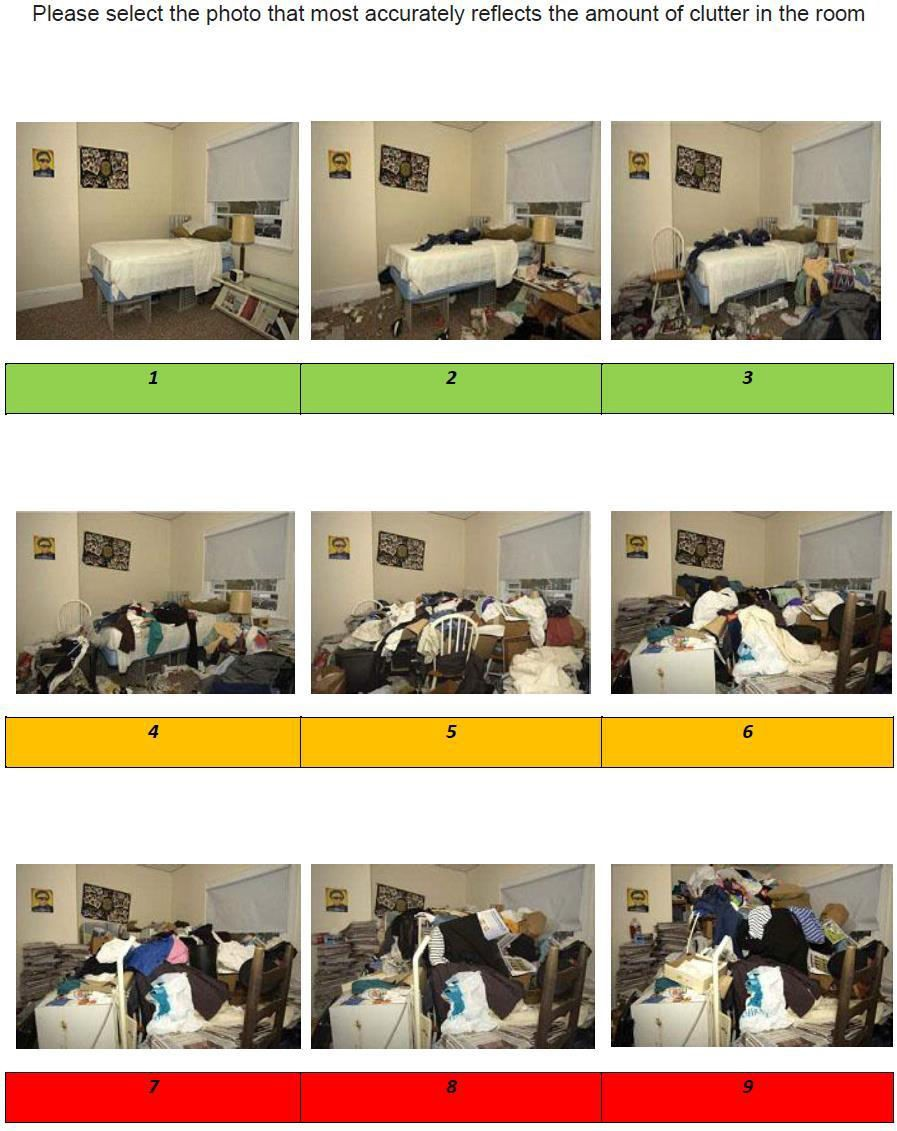 Please select the photo that most accurately reflects the amount of clutter in the room
1 2 3
4 5 6
7 8 9